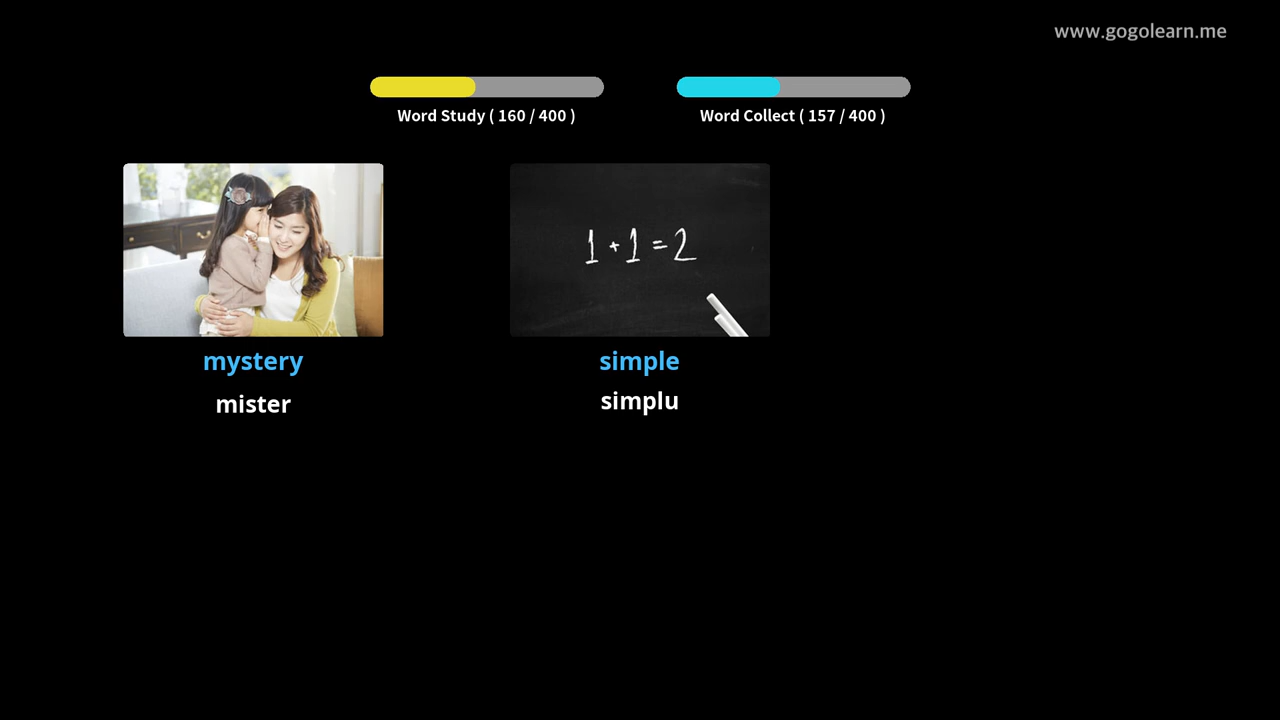 www.gogolearn.me
Word Study ( 160 / 400 )
Word Collect ( 157 / 400 )
1 + 1 = 2
mystery
simple
mister
simplu